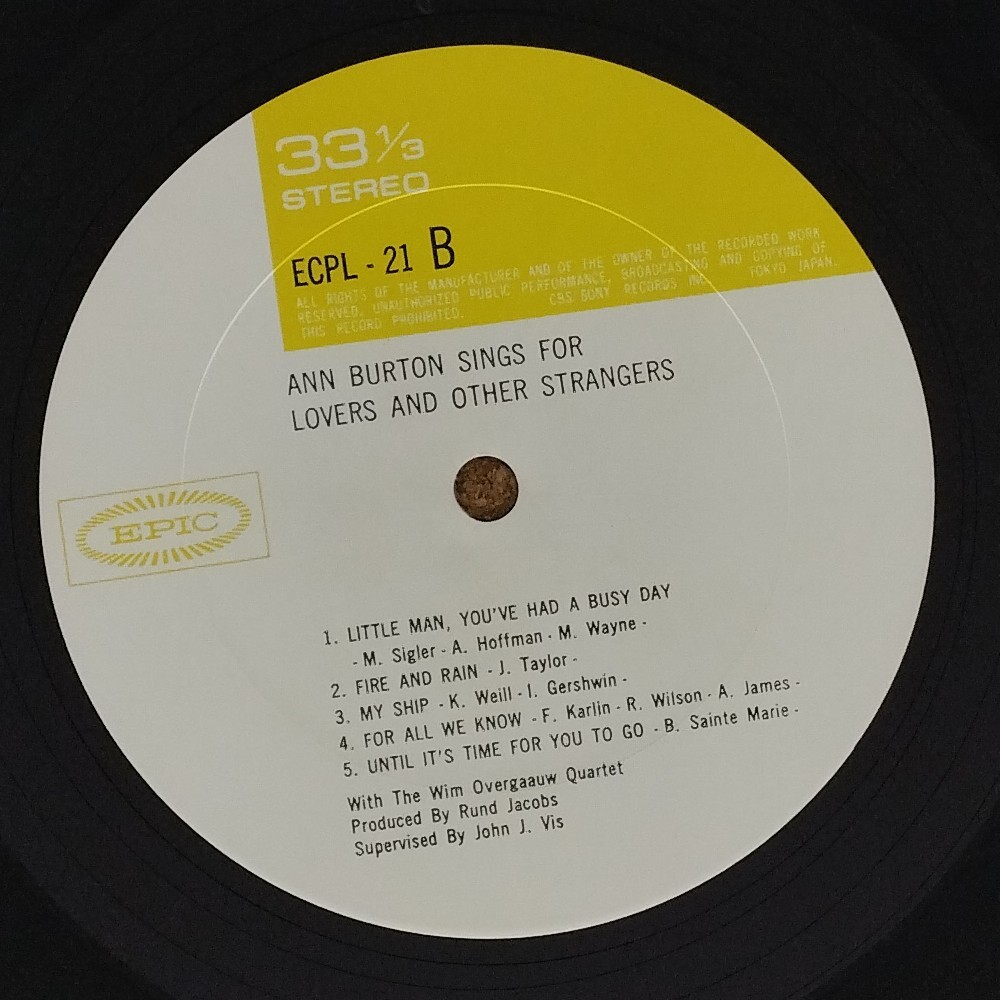 33 1/3
STEREO
ECPL - 21 B
ALL RIGHTS OF THE MANUFACTURER AND OF THE OWNER OF THE RECORDED WORK
RESERVED. UNAUTHORIZED PUBLIC PERFORMANCE, BROADCASTING AND COPYING OF
THIS RECORD PROHIBITED. CBS/SONY RECORDS INC. TOKYO JAPAN.
ANN BURTON SINGS FOR
LOVERS AND OTHER STRANGERS
EPIC
1. LITTLE MAN, YOU'VE HAD A BUSY DAY
- M. Sigler - A. Hoffman - M. Wayne -
2. FIRE AND RAIN - J. Taylor -
3. MY SHIP - K. Weill - I. Gershwin -
4. FOR ALL WE KNOW - F. Karlin - R. Wilson - A. James -
5. UNTIL IT'S TIME FOR YOU TO GO - B. Sainte Marie -
With The Wim Overgaauw Quartet
Produced By Rund Jacobs
Supervised By John J. Vis